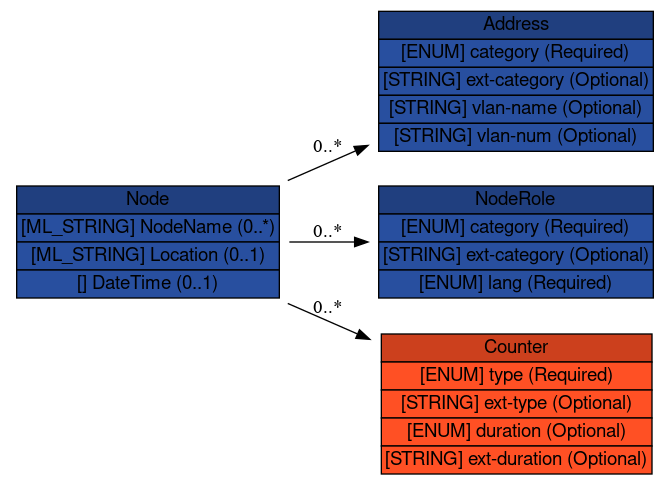 Address
[ENUM] category (Required)
[STRING] ext-category (Optional)
[STRING] vlan-name (Optional)
[STRING] vlan-num (Optional)
0..*
Node
[ML_STRING] NodeName (0..*)
[ML_STRING] Location (0..1)
[] DateTime (0..1)
0..*
NodeRole
[ENUM] category (Required)
[STRING] ext-category (Optional)
[ENUM] lang (Required)
0..*
Counter
[ENUM] type (Required)
[STRING] ext-type (Optional)
[ENUM] duration (Optional)
[STRING] ext-duration (Optional)